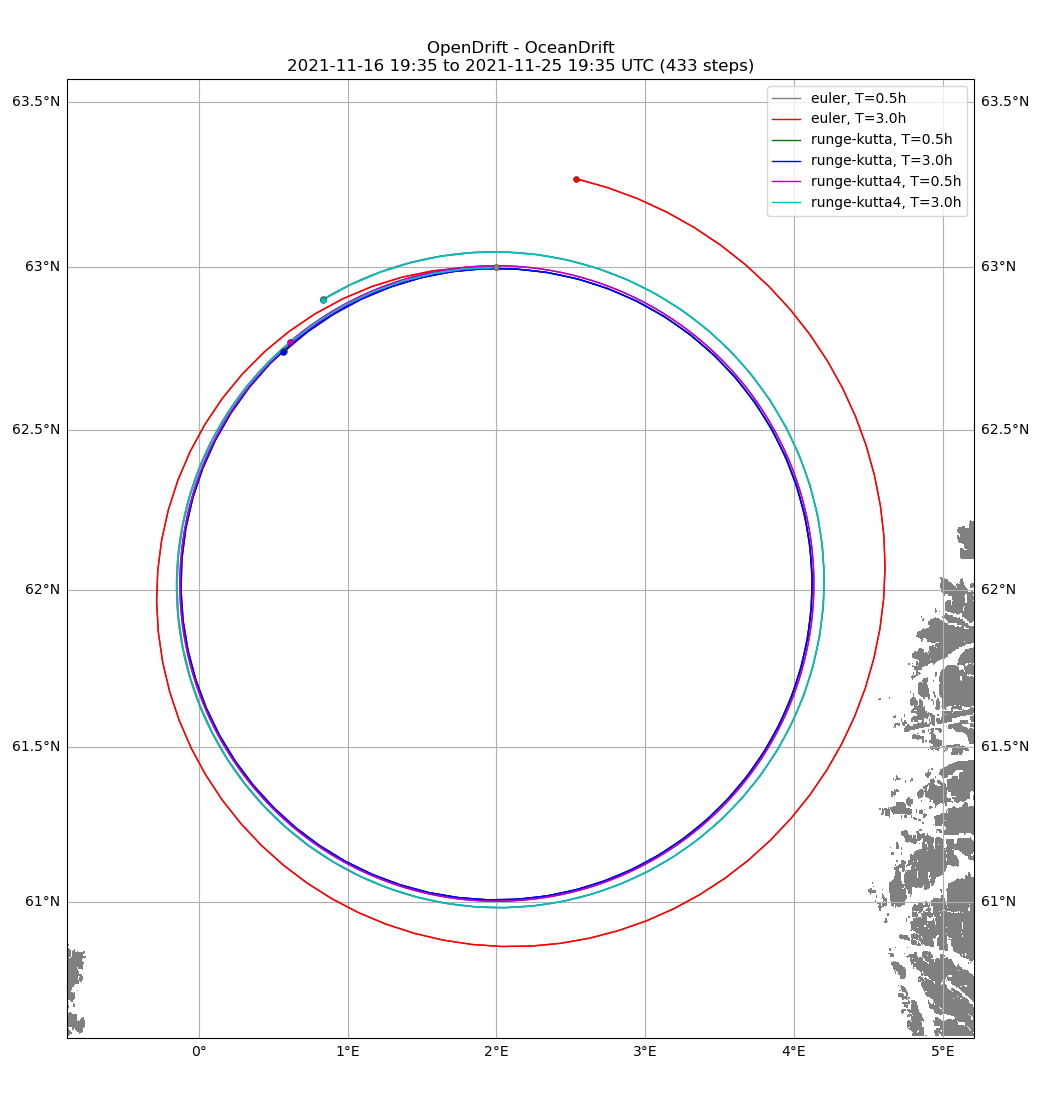 OpenDrift - OceanDrift
2021-11-16 19:35 to 2021-11-25 19:35 UTC (433 steps)
63.5°N
63.5°N
euler, T=0.5h
euler, T=3.0h
runge-kutta, T=0.5h
runge-kutta, T=3.0h
runge-kutta4, T=0.5h
runge-kutta4, T=3.0h
63°N
63°N
62.5°N
62.5°N
62°N
62°N
61.5°N
61.5°N
61°N
61°N
0°
1°E
2°E
3°E
4°E
5°E